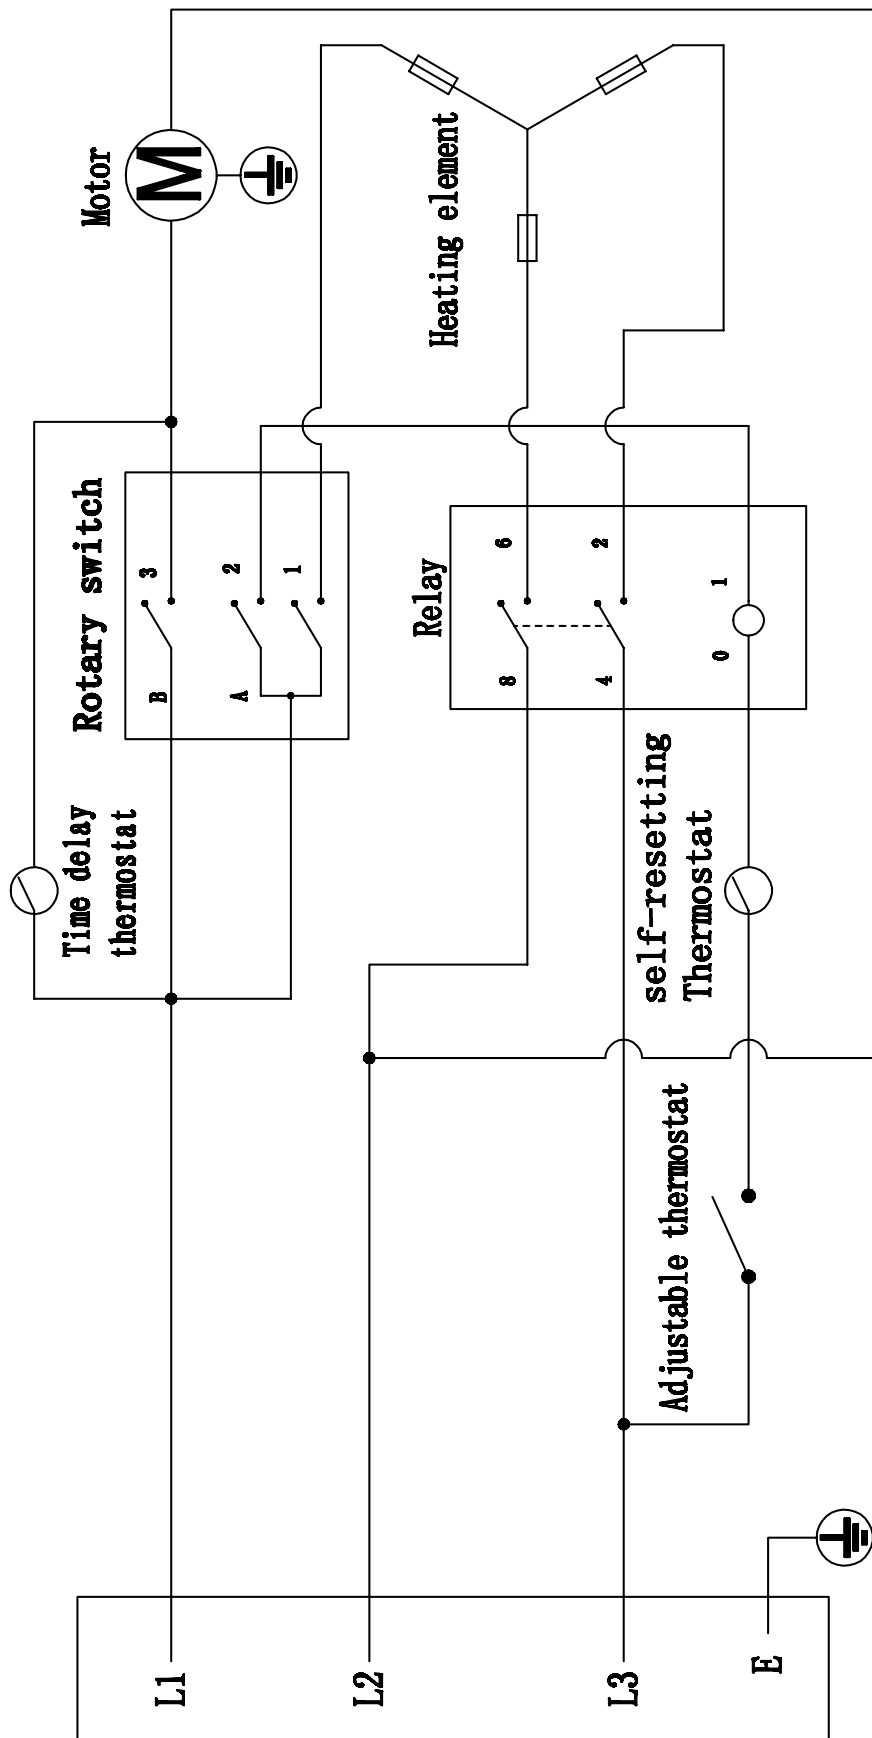 L1
L2
L3
E
Time delay
thermostat
Rotary switch
B
3
A
2
1
Motor
M
Heating element
Relay
8
6
4
2
0
1
self-resetting
Thermostat
Adjustable thermostat